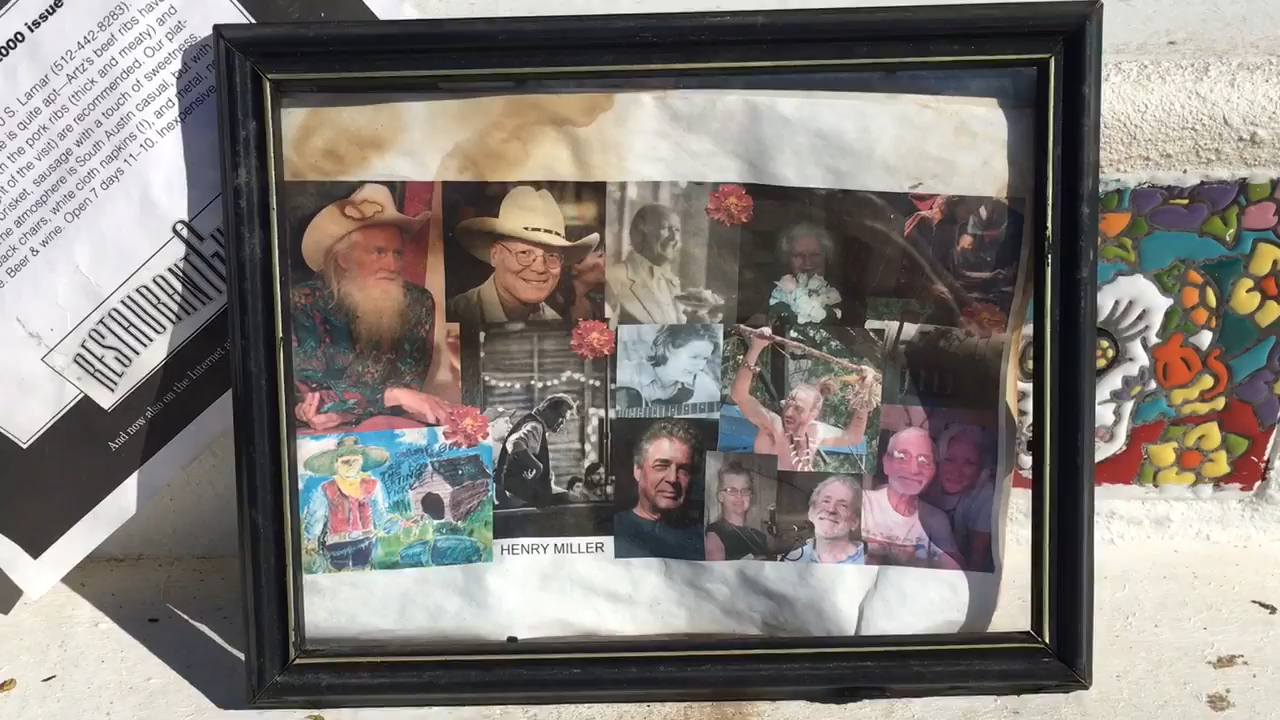 2000 issue
S. Lamar (512-442-8283).
is quite apt—Artz's beef ribs have
the pork ribs (thick and meaty) and
of the visit) are recommended. Our plat-
brisket, sausage with a touch of sweetness,
atmosphere is South Austin casual, but with
back chairs, white cloth napkins (!), and metal,
Beer & wine. Open 7 days 11–10. Inexpensive
RESTAURANT
And now also on the Internet
HENRY MILLER